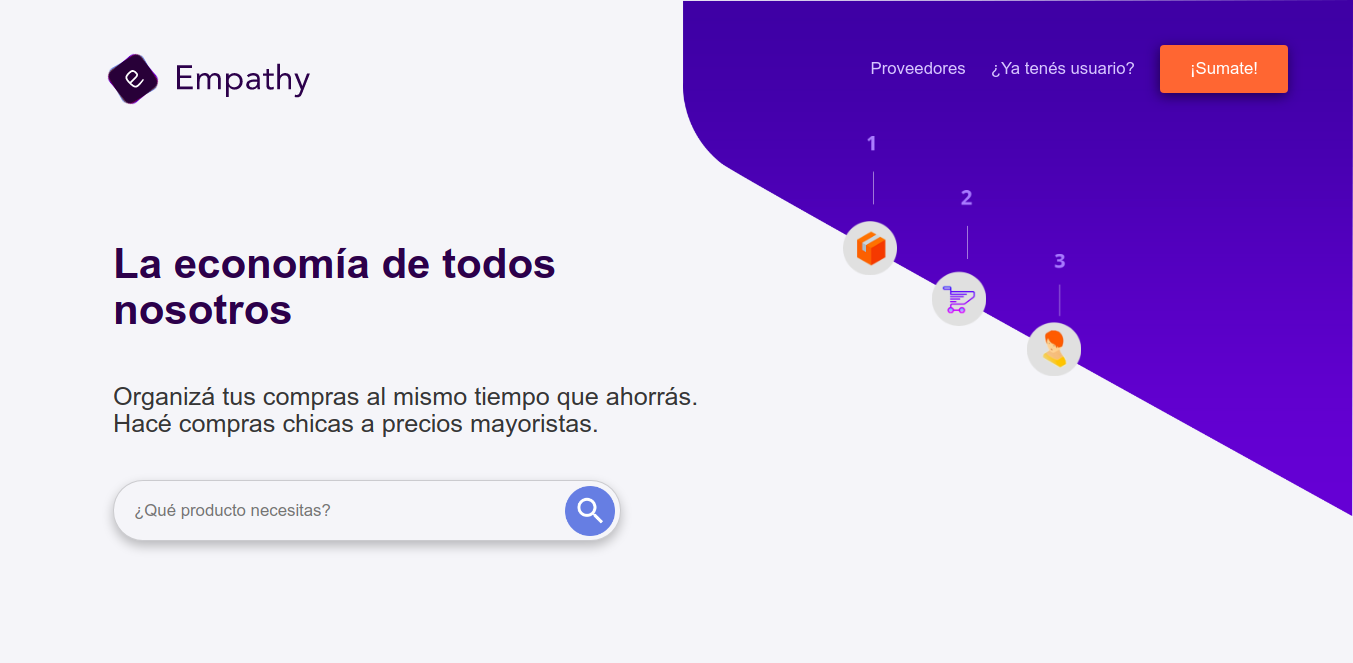 e Empathy
Proveedores ¿Ya tenés usuario? ¡Sumate!
1
2
3
La economía de todos
nosotros
Organizá tus compras al mismo tiempo que ahorrás.
Hacé compras chicas a precios mayoristas.
¿Qué producto necesitas?